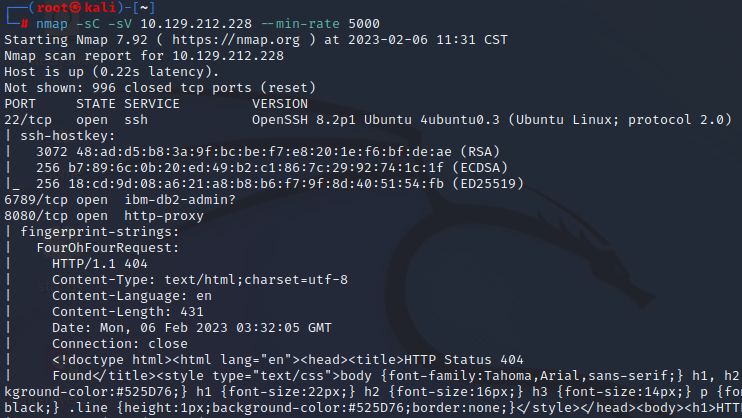 ┌──(root㉿kali)-[~]
└─# nmap -sC -sV 10.129.212.228 --min-rate 5000
Starting Nmap 7.92 ( https://nmap.org ) at 2023-02-06 11:31 CST
Nmap scan report for 10.129.212.228
Host is up (0.22s latency).
Not shown: 996 closed tcp ports (reset)
PORT     STATE SERVICE         VERSION
22/tcp   open  ssh             OpenSSH 8.2p1 Ubuntu 4ubuntu0.3 (Ubuntu Linux; protocol 2.0)
| ssh-hostkey:
|   3072 48:ad:d5:b8:3a:9f:bc:be:f7:e8:20:1e:f6:bf:de:ae (RSA)
|   256 b7:89:6c:0b:20:ed:49:b2:c1:86:7c:29:92:74:1c:1f (ECDSA)
|_  256 18:cd:9d:08:a6:21:a8:b8:b6:f7:9f:8d:40:51:54:fb (ED25519)
6789/tcp open  ibm-db2-admin?
8080/tcp open  http-proxy
| fingerprint-strings:
|   FourOhFourRequest:
|     HTTP/1.1 404
|     Content-Type: text/html;charset=utf-8
|     Content-Language: en
|     Content-Length: 431
|     Date: Mon, 06 Feb 2023 03:32:05 GMT
|     Connection: close
|     <!doctype html><html lang="en"><head><title>HTTP Status 404
|     Found</title><style type="text/css">body {font-family:Tahoma,Arial,sans-serif;} h1, h2
kground-color:#525D76;} h1 {font-size:22px;} h2 {font-size:16px;} h3 {font-size:14px;} p {fo
black;} .line {height:1px;background-color:#525D76;border:none;}</style></head><body><h1>HTT